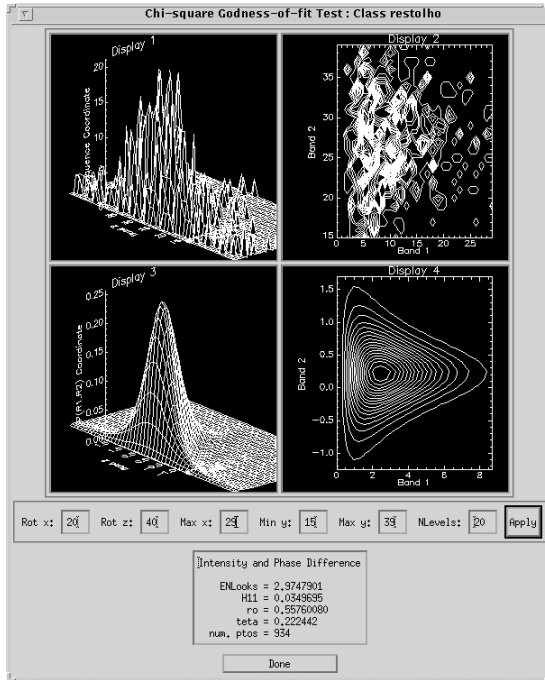 Chi-square Godness-of-fit Test : Class restolho
Display 1
20
15
10
Display 2
35
30
25
20
15
Band 2
0 5 10 15 20 25
Band 1
Display 3
0.25
0.20
0.15
0.10
0.05
P(R1,R2) Coordinate
Display 4
1.5
1.0
0.5
0.0
-0.5
-1.0
Band 2
0 2 4 6 8
Band 1
Rot x: 20 Rot z: 40 Max x: 29 Min y: 15 Max y: 39 NLevels: 20 Apply
Intensity and Phase Difference
ENLooks = 2.9747901
H11 = 0.0349695
ro = 0.55760080
teta = 0.222442
num. ptos = 934
Done